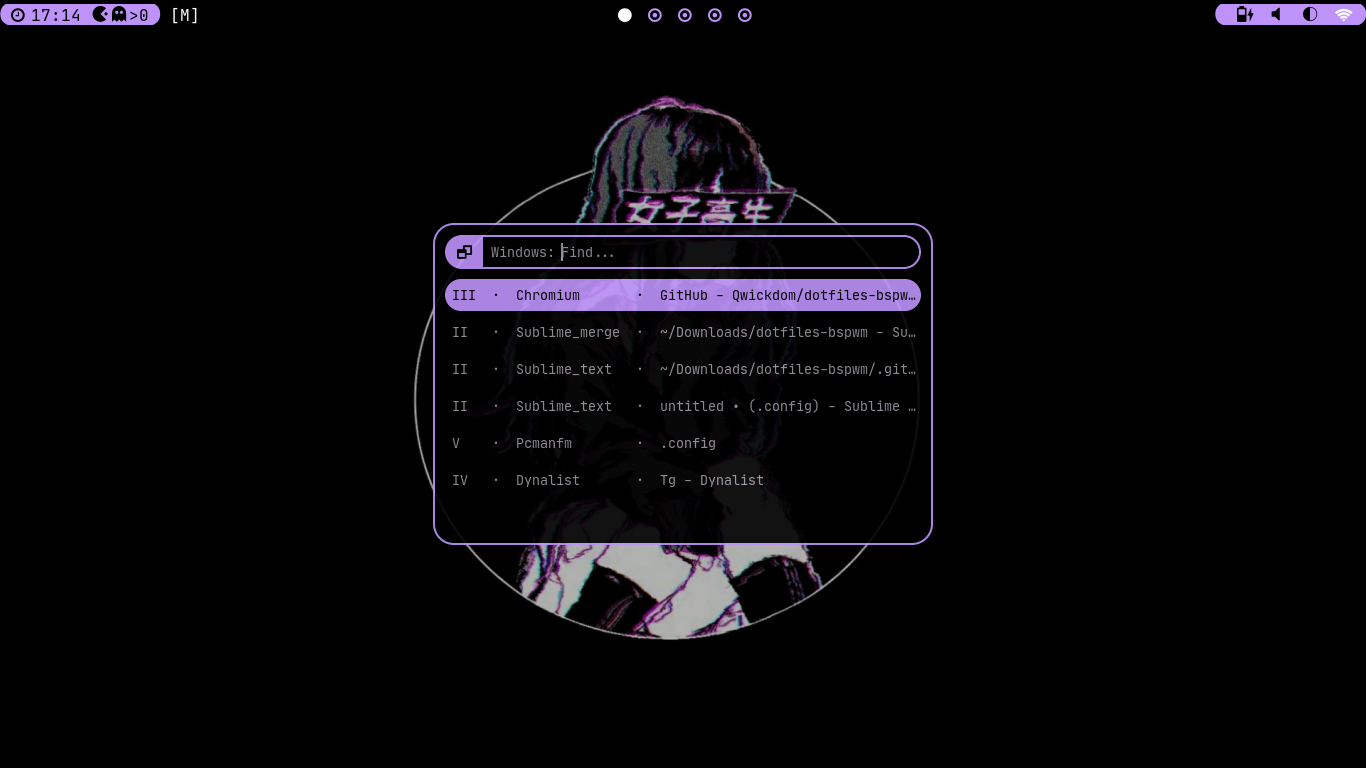 17:14 >0 [M]
女子高生
Windows: Find...
III · Chromium · GitHub - Qwickdom/dotfiles-bspw…
II · Sublime_merge · ~/Downloads/dotfiles-bspwm - Su…
II · Sublime_text · ~/Downloads/dotfiles-bspwm/.git…
II · Sublime_text · untitled • (.config) - Sublime …
V · Pcmanfm · .config
IV · Dynalist · Tg - Dynalist